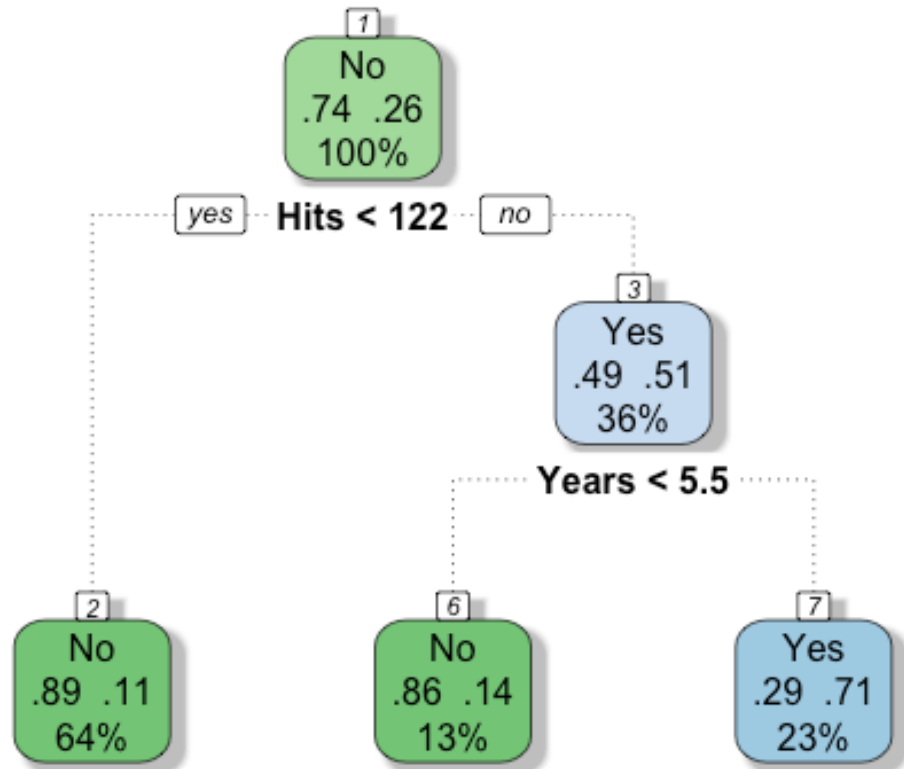 1
No
.74 .26
100%
yes Hits < 122 no
3
Yes
.49 .51
36%
Years < 5.5
2
No
.89 .11
64%
6
No
.86 .14
13%
7
Yes
.29 .71
23%